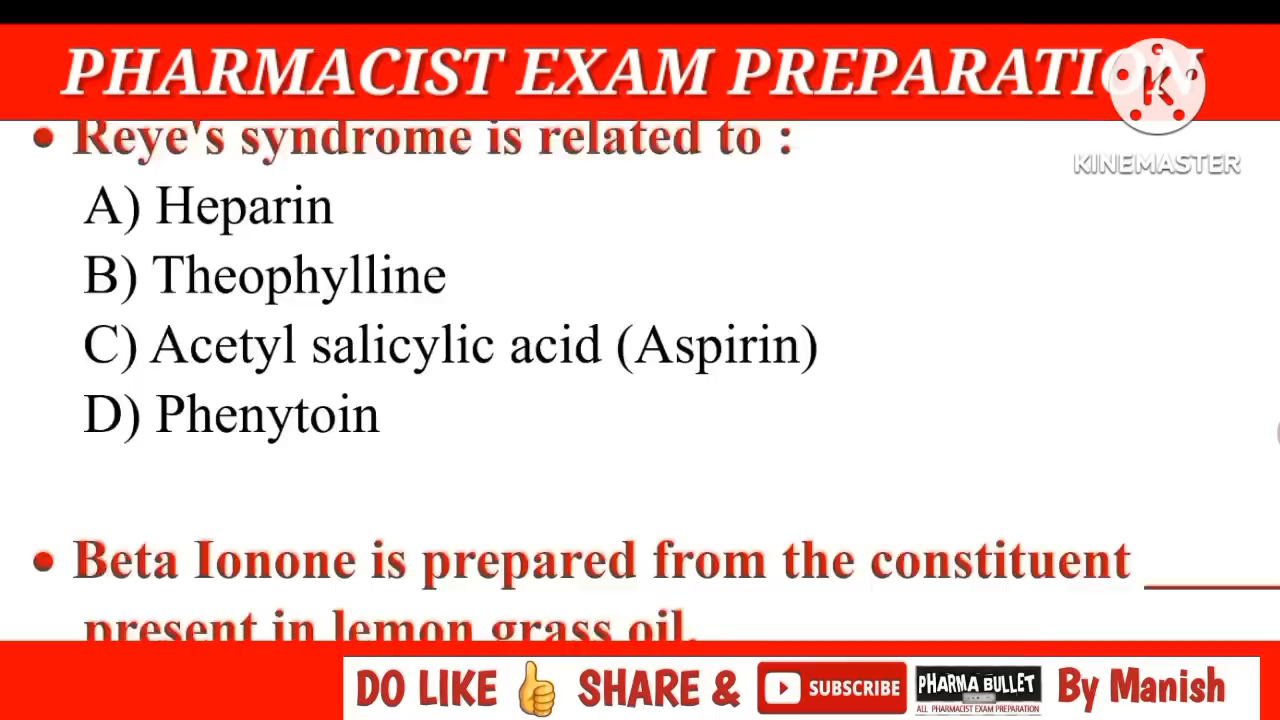 PHARMACIST EXAM PREPARATION
K
KINEMASTER
• Reye's syndrome is related to :
A) Heparin
B) Theophylline
C) Acetyl salicylic acid (Aspirin)
D) Phenytoin
• Beta Ionone is prepared from the constituent ______
present in lemon grass oil.
DO LIKE SHARE & SUBSCRIBE PHARMA BULLET By Manish
ALL PHARMACIST EXAM PREPARATION